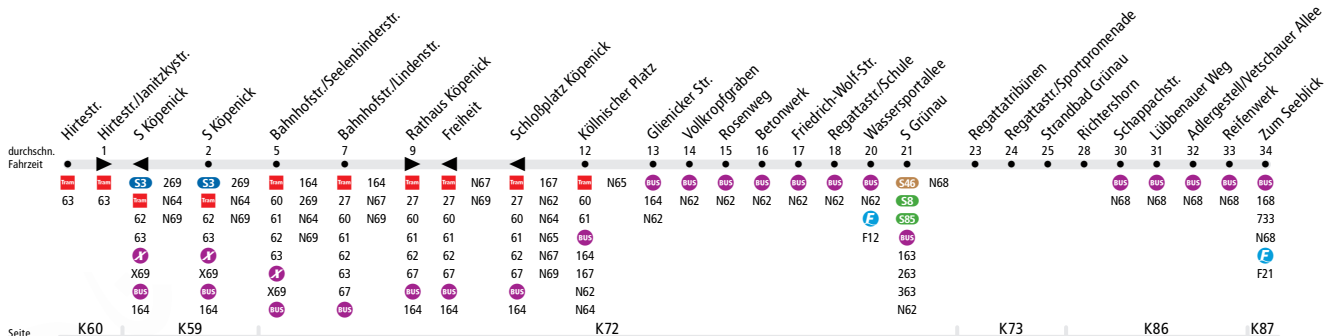 Hirtestr.
Hirtestr./Janitzkystr.
S Köpenick
S Köpenick
Bahnhofstr./Seelenbinderstr.
Bahnhofstr./Lindenstr.
Rathaus Köpenick
Freiheit
Schloßplatz Köpenick
Köllnischer Platz
Glienicker Str.
Vollkropfgraben
Rosenweg
Betonwerk
Friedrich-Wolf-Str.
Regattastr./Schule
Wassersportallee
S Grünau
Regattatribünen
Regattastr./Sportpromenade
Strandbad Grünau
Richtershorn
Schappachstr.
Lübbenauer Weg
Adlergestell/Vetschauer Allee
Reifenwerk
Zum Seeblick
durchschn. 1 2 5 7 9 12 13 14 15 16 17 18 20 21 23 24 25 28 30 31 32 33 34
Fahrzeit
Tram Tram S3 269 S3 269 Tram 164 Tram 164 Tram Tram N67 Tram 167 Tram N65 BUS BUS BUS BUS BUS BUS BUS S46 N68 BUS BUS BUS BUS BUS
63 63 Tram N64 Tram N64 60 269 27 N67 27 27 N69 27 N62 60 164 N62 N62 N62 N62 N62 N62 S8 N68 N68 N68 N68 168
62 N69 62 N69 61 N64 60 N69 60 60 60 N64 61 N62 F S85 733
63 63 62 N69 61 61 61 61 N65 BUS F12 BUS N68
X X 63 62 62 62 62 N67 164 163 F
X69 X69 X 63 67 67 67 N69 167 263 F21
BUS BUS X69 67 BUS BUS BUS N62 363
164 164 BUS BUS 164 164 164 N64 N62
Seite K60 K59 K72 K73 K86 K87